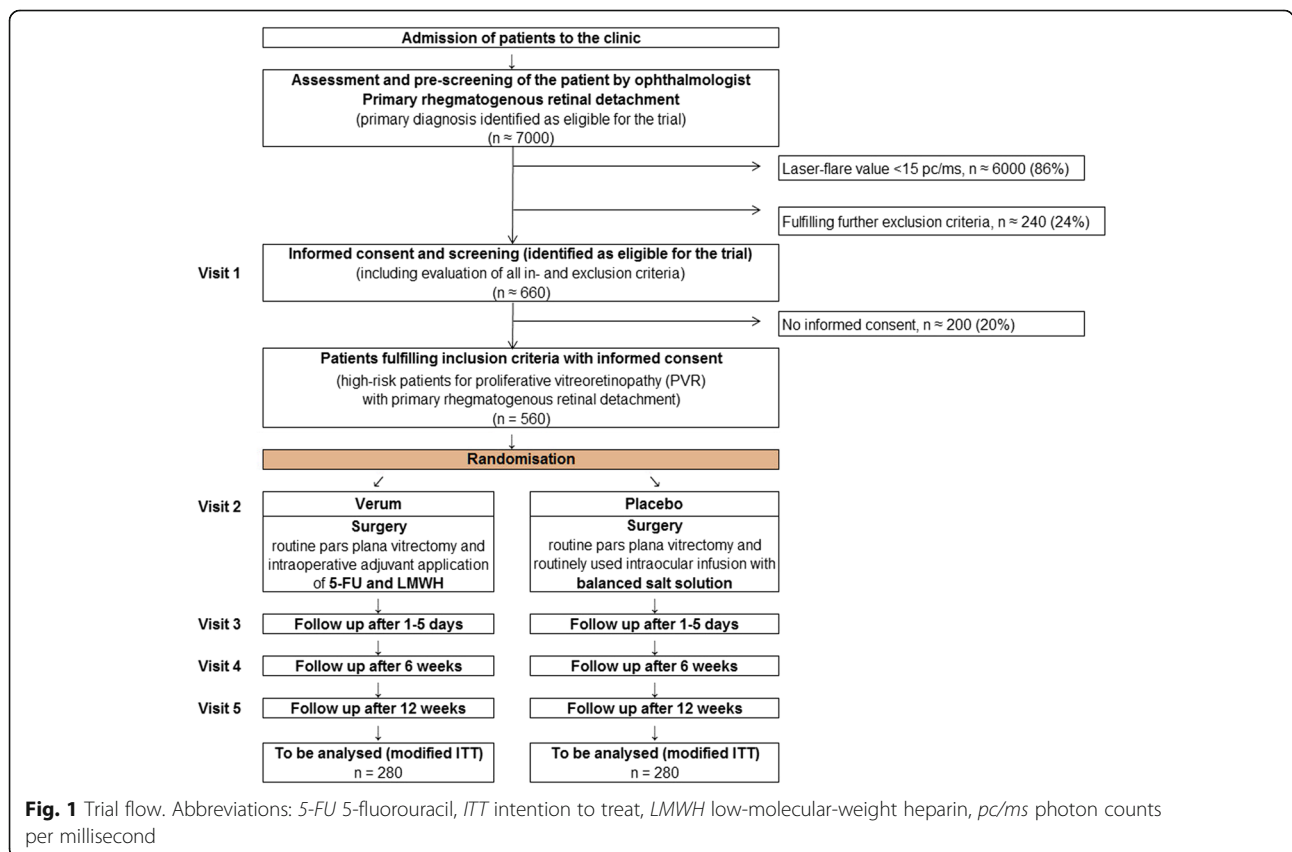 Admission of patients to the clinic
↓
Assessment and pre-screening of the patient by ophthalmologist
Primary rhegmatogenous retinal detachment
(primary diagnosis identified as eligible for the trial)
(n ≈ 7000)
Laser-flare value <15 pc/ms, n ≈ 6000 (86%)
Fulfilling further exclusion criteria, n ≈ 240 (24%)
Visit 1
Informed consent and screening (identified as eligible for the trial)
(including evaluation of all in- and exclusion criteria)
(n ≈ 660)
No informed consent, n ≈ 200 (20%)
Patients fulfilling inclusion criteria with informed consent
(high-risk patients for proliferative vitreoretinopathy (PVR)
with primary rhegmatogenous retinal detachment)
(n = 560)
↓
Randomisation
↙ ↘
Visit 2
Verum
Surgery
routine pars plana vitrectomy and
intraoperative adjuvant application
of 5-FU and LMWH
Placebo
Surgery
routine pars plana vitrectomy and
routinely used intraocular infusion with
balanced salt solution
↓ ↓
Visit 3 Follow up after 1-5 days Follow up after 1-5 days
↓ ↓
Visit 4 Follow up after 6 weeks Follow up after 6 weeks
↓ ↓
Visit 5 Follow up after 12 weeks Follow up after 12 weeks
↓ ↓
To be analysed (modified ITT) To be analysed (modified ITT)
n = 280 n = 280
Fig. 1 Trial flow. Abbreviations: 5-FU 5-fluorouracil, ITT intention to treat, LMWH low-molecular-weight heparin, pc/ms photon counts
per millisecond